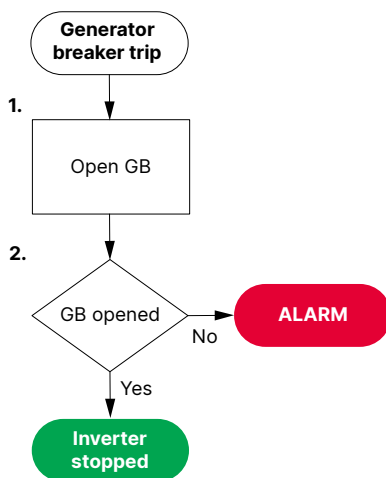 Generator
breaker trip
1.
Open GB
2.
GB opened
ALARM
No
Yes
Inverter
stopped